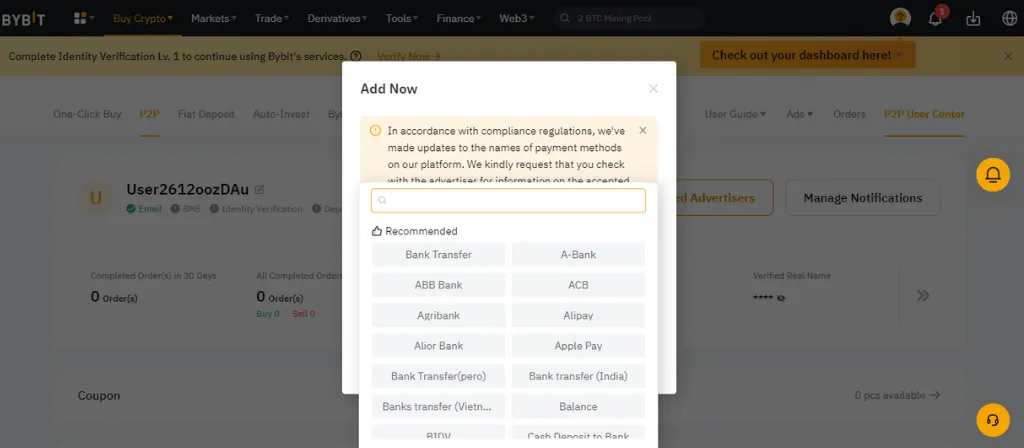 BYBIT
Buy Crypto
Markets
Trade
Derivatives
Tools
Finance
Web3
2 BTC Mining Pool
1
Complete Identity Verification Lv. 1 to continue using Bybit's services.
Verify Now
Check out your dashboard here!
Add Now
One-Click Buy
P2P
Fiat Deposit
Auto-Invest
User Guide
Ads
Orders
P2P User Center
In accordance with compliance regulations, we've
made updates to the names of payment methods
on our platform. We kindly request that you check
with the advertiser for information on the accepted
U
User2612oozDAu
Email
SMS
Identity Verification
ed Advertisers
Manage Notifications
Recommended
Bank Transfer
A-Bank
ABB Bank
ACB
Agribank
Alipay
Alior Bank
Apple Pay
Bank Transfer(pero)
Bank transfer (India)
Banks transfer (Vietn...
Balance
BIDV
Cash Deposit to Bank
Completed Order(s) in 30 Days
0 Order(s)
All Completed Order
0 Order(s)
Buy 0
Sell 0
Verified Real Name
****
Coupon
0 pcs available